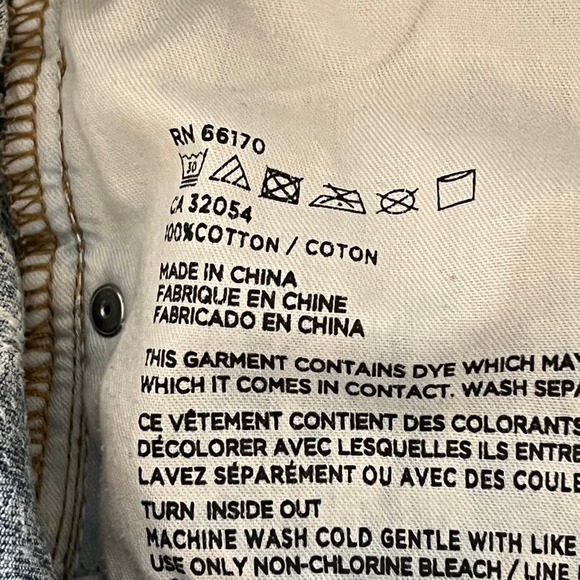 RN 66170
30
CA 32054
100%COTTON / COTON
MADE IN CHINA
FABRIQUE EN CHINE
FABRICADO EN CHINA
THIS GARMENT CONTAINS DYE WHICH MAY
WHICH IT COMES IN CONTACT. WASH SEPA
CE VÊTEMENT CONTIENT DES COLORANTS
DÉCOLORER AVEC LESQUELLES ILS ENTRE
LAVEZ SÉPARÉMENT OU AVEC DES COULE
TURN INSIDE OUT
MACHINE WASH COLD GENTLE WITH LIKE
USE ONLY NON-CHLORINE BLEACH / LINE